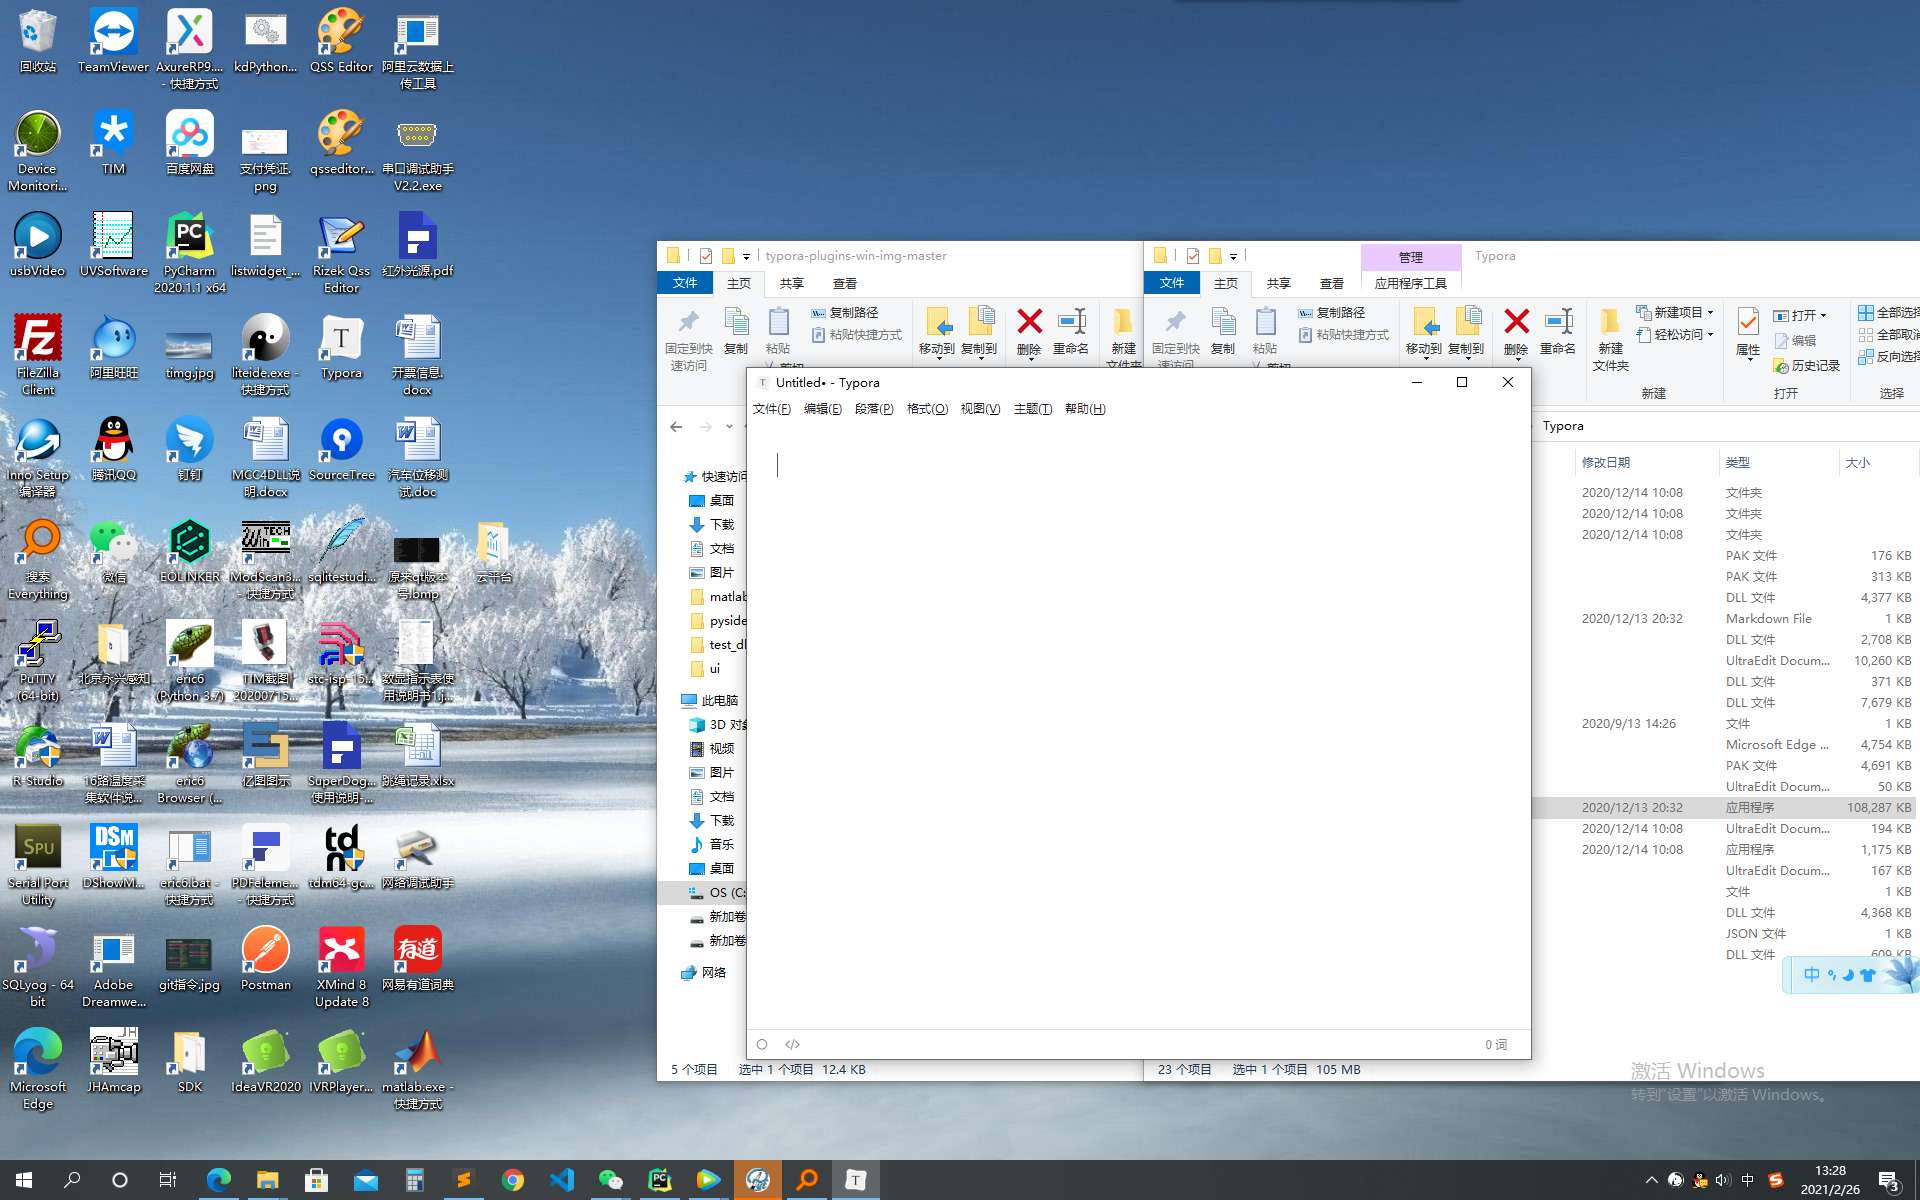 回收站
TeamViewer
AxureRP9....
- 快捷方式
kdPython...
QSS Editor
阿里云数据上
传工具
Device
Monitori...
TIM
百度网盘
支付凭证.
png
qsseditor...
串口调试助手
V2.2.exe
usbVideo
UVSoftware
PyCharm
2020.1.1 x64
listwidget_...
Rizek Qss
Editor
红外光源.pdf
FileZilla
Client
阿里旺旺
timg.jpg
liteide.exe -
快捷方式
Typora
开票信息.
docx
Inno Setup
编译器
腾讯QQ
钉钉
MCC4DLL说
明.docx
SourceTree
汽车位移测
试.doc
搜索
Everything
微信
EOLINKER
ModScan3...
- 快捷方式
sqlitestudi...
原来qt版本
号.bmp
云平台
PuTTY
(64-bit)
北京永兴感知
eric6
(Python 3.7)
TIM截图
20200715...
stc-isp-15...
数显指示表使
用说明书1.j...
R-Studio
16路温度采
集软件说...
eric6
Browser (...
亿图图示
SuperDog...
使用说明-...
跳绳记录.xlsx
Serial Port
Utility
DShowM...
eric6.bat -
快捷方式
PDFeleme...
- 快捷方式
tdm64-gc...
网络调试助手
SQLyog - 64
bit
Adobe
Dreamwe...
git指令.jpg
Postman
XMind 8
Update 8
网易有道词典
Microsoft
Edge
JHAmcap
SDK
IdeaVR2020
IVRPlayer...
matlab.exe -
快捷方式
typora-plugins-win-img-master
文件 主页 共享 查看
固定到快
速访问
复制 粘贴
复制路径
粘贴快捷方式
移动到 复制到 删除 重命名 新建
管理 Typora
文件 主页 共享 查看 应用程序工具
固定到快
复制 粘贴
复制路径
粘贴快捷方式
移动到 复制到 删除 重命名
新建
文件夹
新建项目
轻松访问
新建
属性
打开
编辑
历史记录
打开
全部选择
全部取消
反向选择
选择
Untitled• - Typora
文件(F) 编辑(E) 段落(P) 格式(O) 视图(V) 主题(T) 帮助(H)
0 词
快速访问
桌面
下载
文档
图片
matlab
pyside
test_dl
ui
此电脑
3D 对象
视频
图片
文档
下载
音乐
桌面
OS (C:
新加卷
新加卷
网络
5 个项目 选中 1 个项目 12.4 KB
Typora
修改日期 类型 大小
2020/12/14 10:08 文件夹
2020/12/14 10:08 文件夹
2020/12/14 10:08 文件夹
PAK 文件 176 KB
PAK 文件 313 KB
DLL 文件 4,377 KB
2020/12/13 20:32 Markdown File 1 KB
DLL 文件 2,708 KB
UltraEdit Docum... 10,260 KB
DLL 文件 371 KB
DLL 文件 7,679 KB
2020/9/13 14:26 文件 1 KB
Microsoft Edge ... 4,754 KB
PAK 文件 4,691 KB
UltraEdit Docum... 50 KB
2020/12/13 20:32 应用程序 108,287 KB
2020/12/14 10:08 UltraEdit Docum... 194 KB
2020/12/14 10:08 应用程序 1,175 KB
UltraEdit Docum... 167 KB
文件 1 KB
DLL 文件 4,368 KB
JSON 文件 1 KB
DLL 文件 609 KB
中
23 个项目 选中 1 个项目 105 MB
激活 Windows
转到"设置"以激活 Windows。
中
13:28
2021/2/26
3